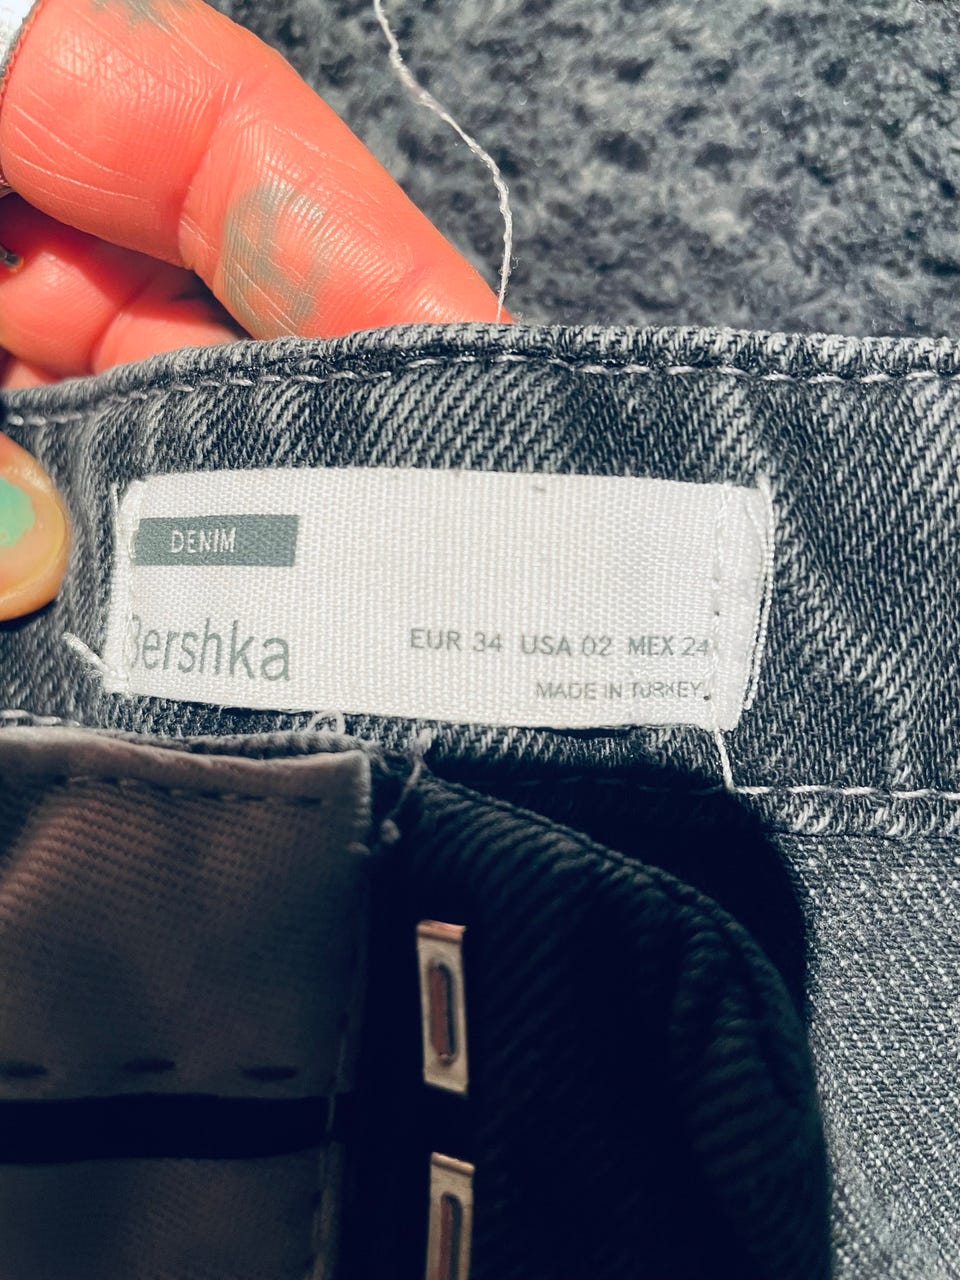 DENIM
Bershka
EUR 34 USA 02 MEX 24
MADE IN TURKEY